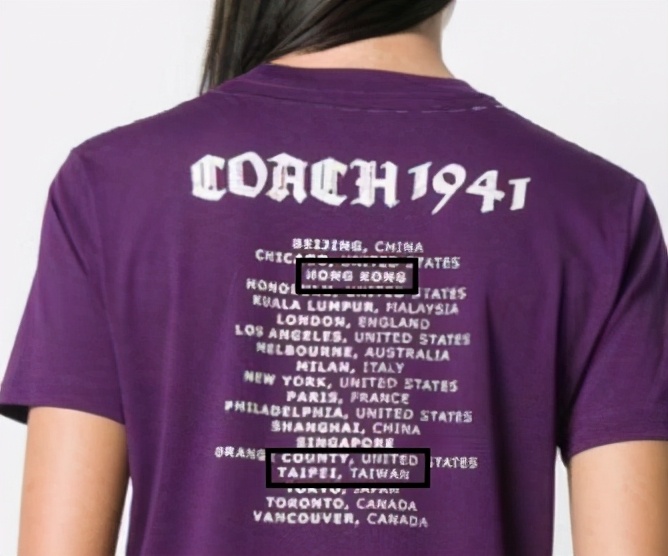 COACH 1941
BEIJING, CHINA
CHICAGO, UNITED STATES
HONG KONG
HONOLULU, UNITED STATES
KUALA LUMPUR, MALAYSIA
LONDON, ENGLAND
LOS ANGELES, UNITED STATES
MELBOURNE, AUSTRALIA
MILAN, ITALY
NEW YORK, UNITED STATES
PARIS, FRANCE
PHILADELPHIA, UNITED STATES
SHANGHAI, CHINA
SINGAPORE
ORANGE COUNTY, UNITED STATES
TAIPEI, TAIWAN
TOKYO, JAPAN
TORONTO, CANADA
VANCOUVER, CANADA